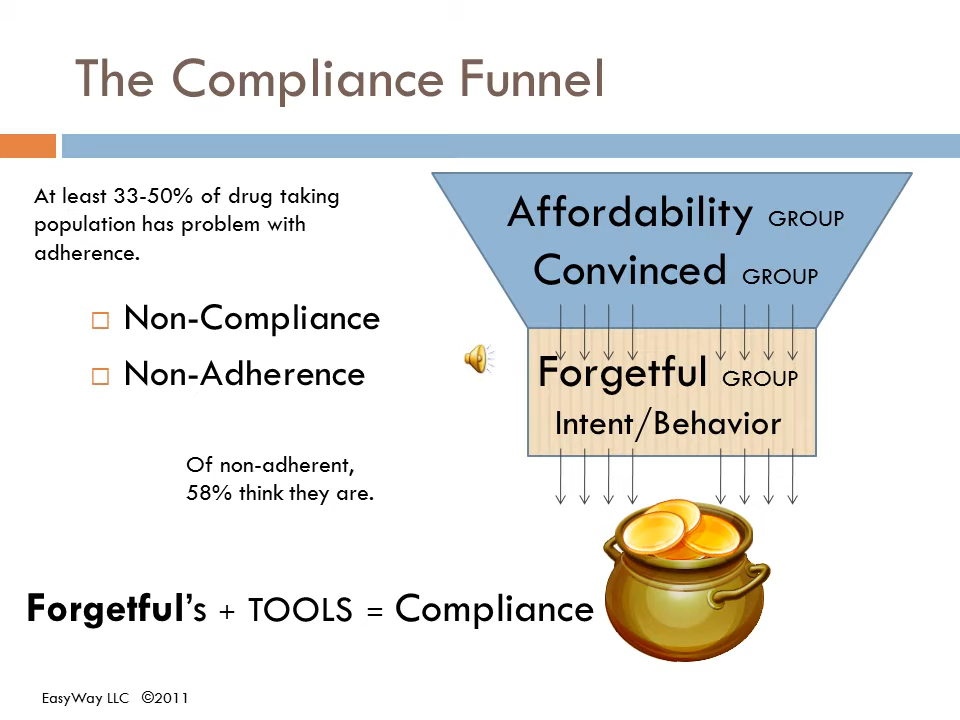 The Compliance Funnel
At least 33-50% of drug taking
population has problem with
adherence.
Non-Compliance
Non-Adherence
Of non-adherent,
58% think they are.
Affordability GROUP
Convinced GROUP
Forgetful GROUP
Intent/Behavior
Forgetful's + TOOLS = Compliance
EasyWay LLC ©2011